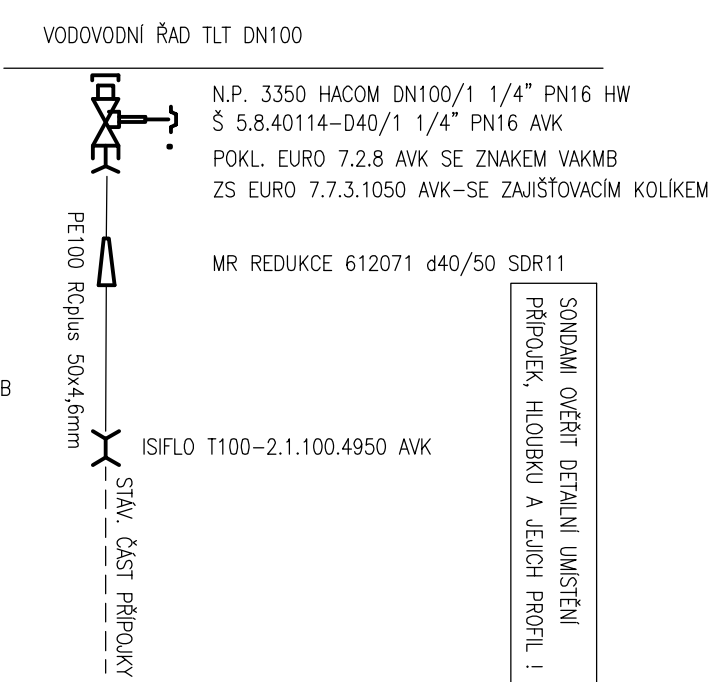 VODOVODNÍ ŘAD TLT DN100
N.P. 3350 HACOM DN100/1 1/4" PN16 HW
Š 5.8.40114-D40/1 1/4" PN16 AVK
POKL. EURO 7.2.8 AVK SE ZNAKEM VAKMB
ZS EURO 7.7.3.1050 AVK-SE ZAJIŠŤOVACÍM KOLÍKEM
PE100 RCplus 50x4,6mm
MR REDUKCE 612071 d40/50 SDR11
SONDAMI OVĚŘIT DETAILNÍ UMÍSTĚNÍ
PŘÍPOJEK, HLOUBKU A JEJICH PROFIL !
B
ISIFLO T100-2.1.100.4950 AVK
STÁV. ČÁST PŘÍPOJKY